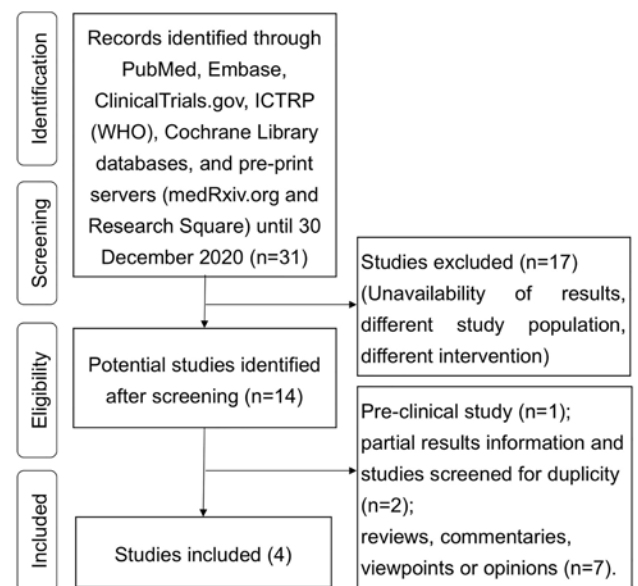 Identification
Records identified through
PubMed, Embase,
ClinicalTrials.gov, ICTRP
(WHO), Cochrane Library
databases, and pre-print
servers (medRxiv.org and
Research Square) until 30
December 2020 (n=31)
Screening
Studies excluded (n=17)
(Unavailability of results,
different study population,
different intervention)
Eligibility
Potential studies identified
after screening (n=14)
Pre-clinical study (n=1);
partial results information and
studies screened for duplicity
(n=2);
reviews, commentaries,
viewpoints or opinions (n=7).
Included
Studies included (4)